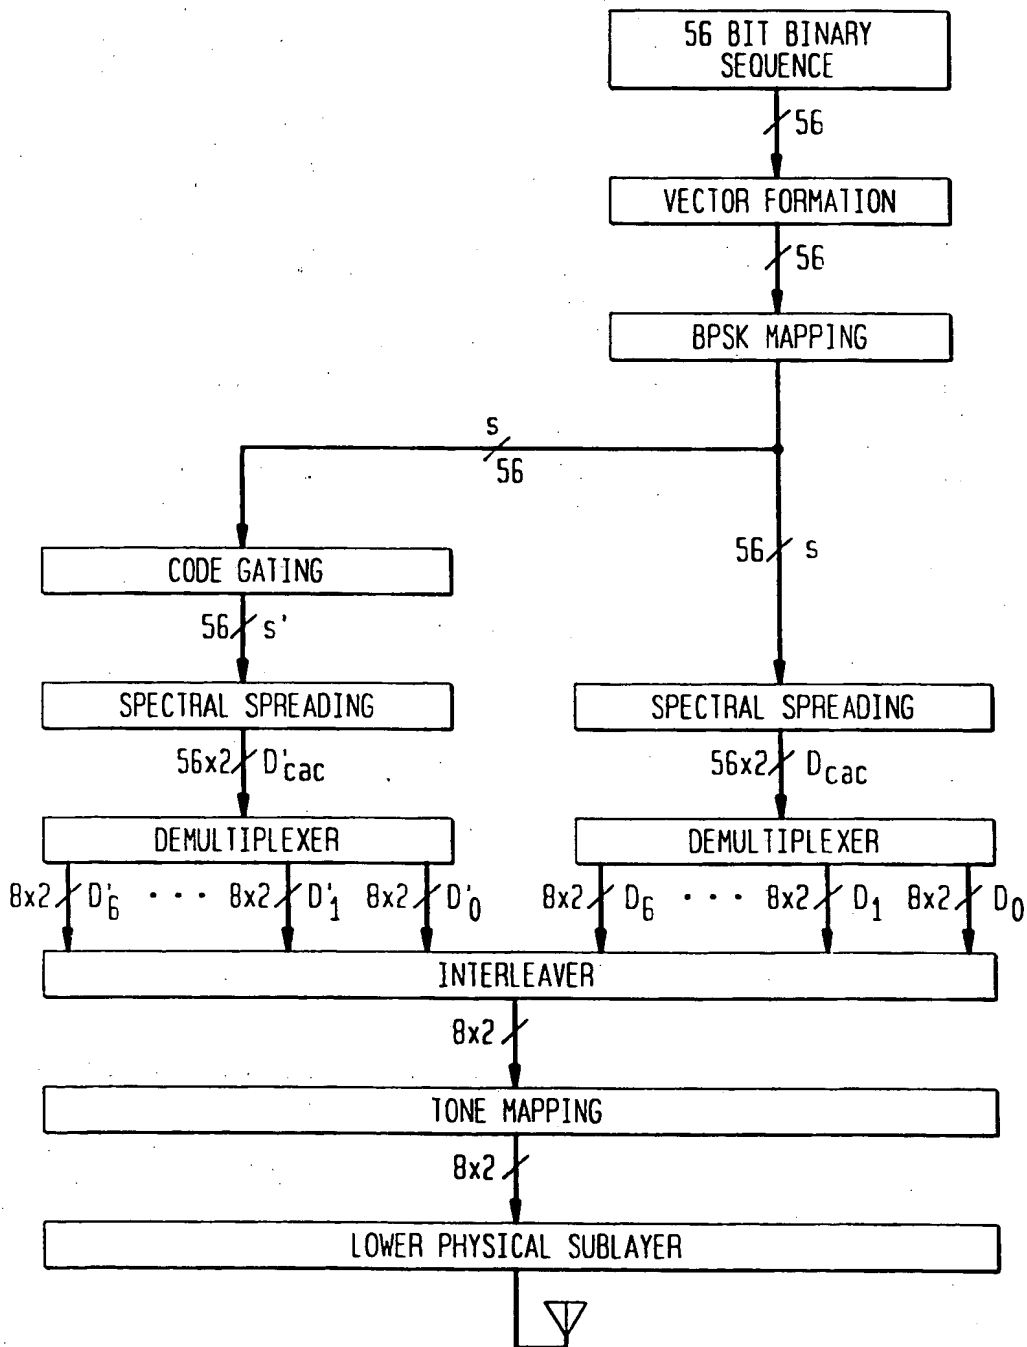 56 BIT BINARY
SEQUENCE
56
VECTOR FORMATION
56
BPSK MAPPING
s
56
56 s
CODE GATING
56 s'
SPECTRAL SPREADING
SPECTRAL SPREADING
56x2 D'cac
56x2 Dcac
DEMULTIPLEXER
DEMULTIPLEXER
8x2 D'6 ... 8x2 D'1 8x2 D'0
8x2 D6 ... 8x2 D1 8x2 D0
INTERLEAVER
8x2
TONE MAPPING
8x2
LOWER PHYSICAL SUBLAYER